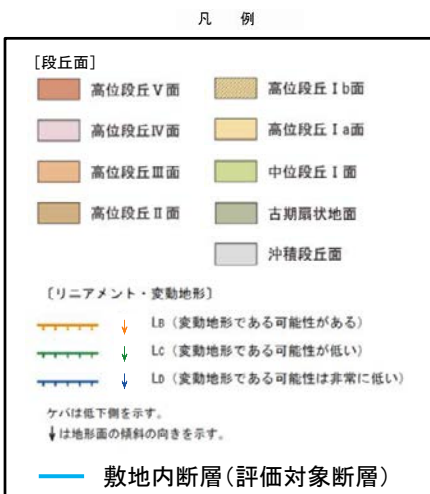 凡 例
[段丘面]
高位段丘Ⅴ面
高位段丘Ⅳ面
高位段丘Ⅲ面
高位段丘Ⅱ面
高位段丘Ⅰb面
高位段丘Ⅰa面
中位段丘Ⅰ面
古期扇状地面
沖積段丘面
〔リニアメント・変動地形〕
LB (変動地形である可能性がある)
LC (変動地形である可能性が低い)
LD (変動地形である可能性は非常に低い)
ケバは低下側を示す。
↓は地形面の傾斜の向きを示す。
敷地内断層(評価対象断層)